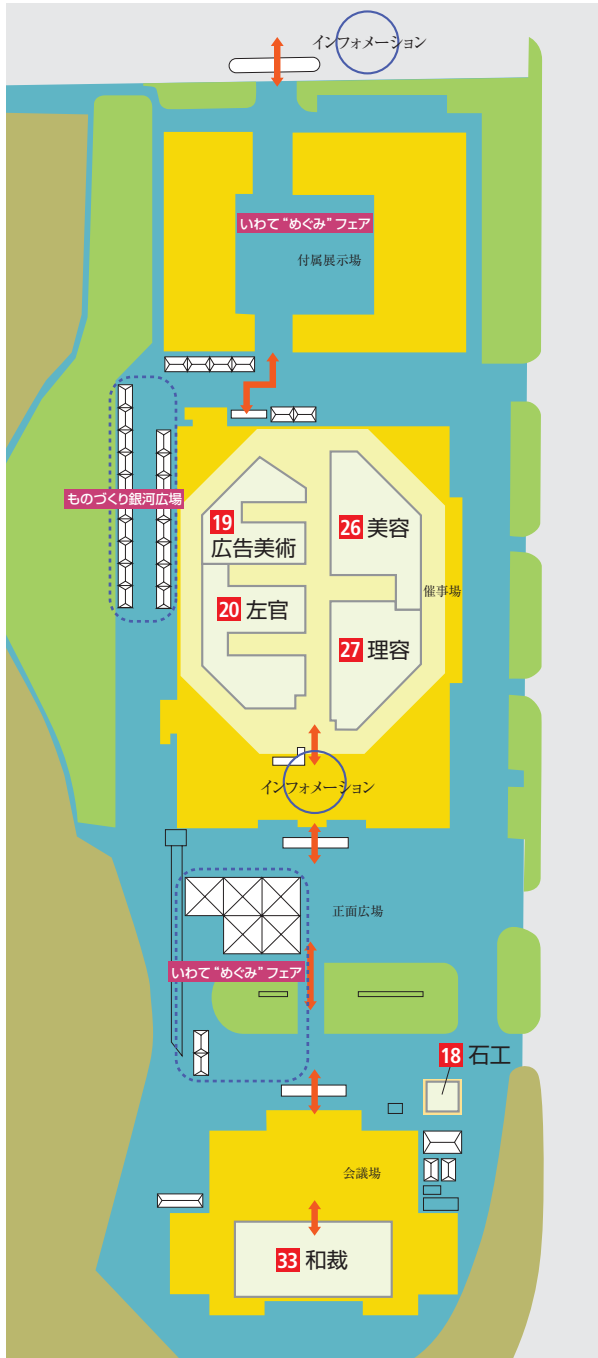 インフォメーション
いわて“めぐみ”フェア
付属展示場
ものづくり銀河広場
19
広告美術
26 美容
催事場
20 左官
27 理容
インフォメーション
正面広場
いわて“めぐみ”フェア
18 石工
会議場
33 和裁